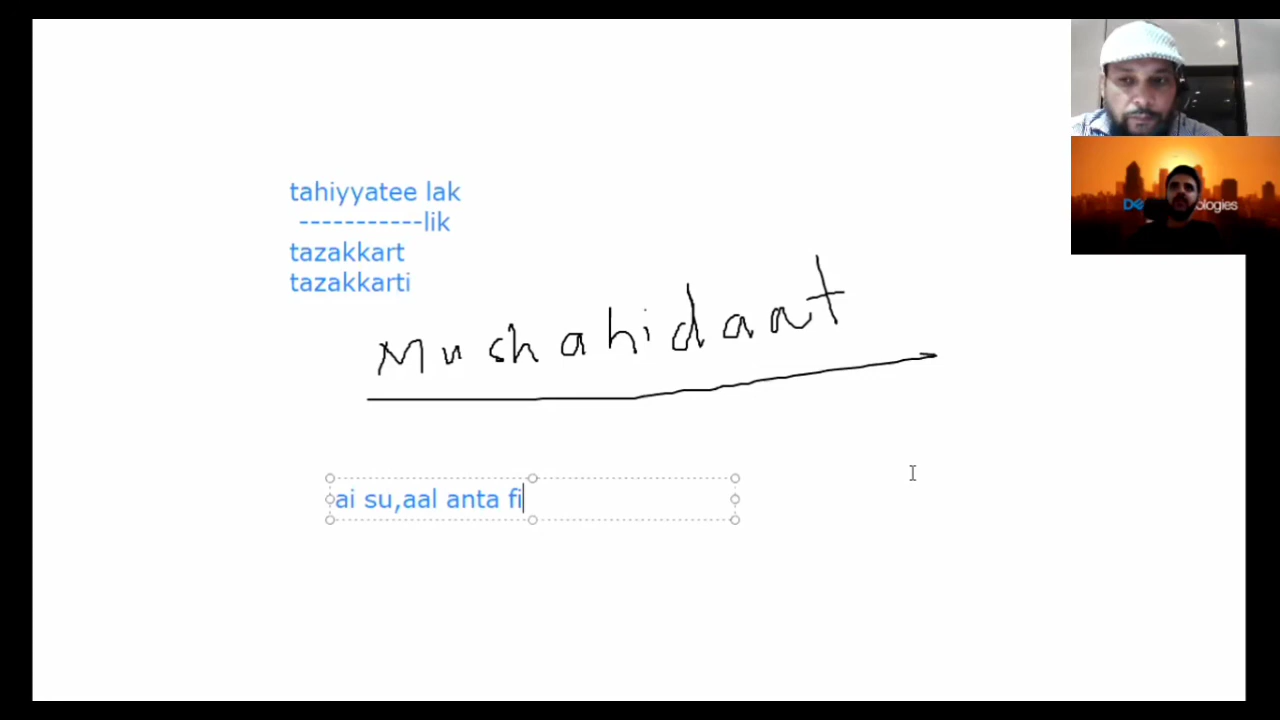 tahiyyatee lak
-----------lik
tazakkart
tazakkarti
Mushahidaat
ai su,aal anta fi